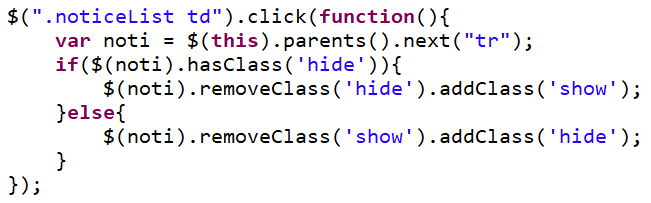 $(".noticeList td").click(function(){
    var noti = $(this).parents().next("tr");
    if($(noti).hasClass('hide')){
        $(noti).removeClass('hide').addClass('show');
    }else{
        $(noti).removeClass('show').addClass('hide');
    }
});